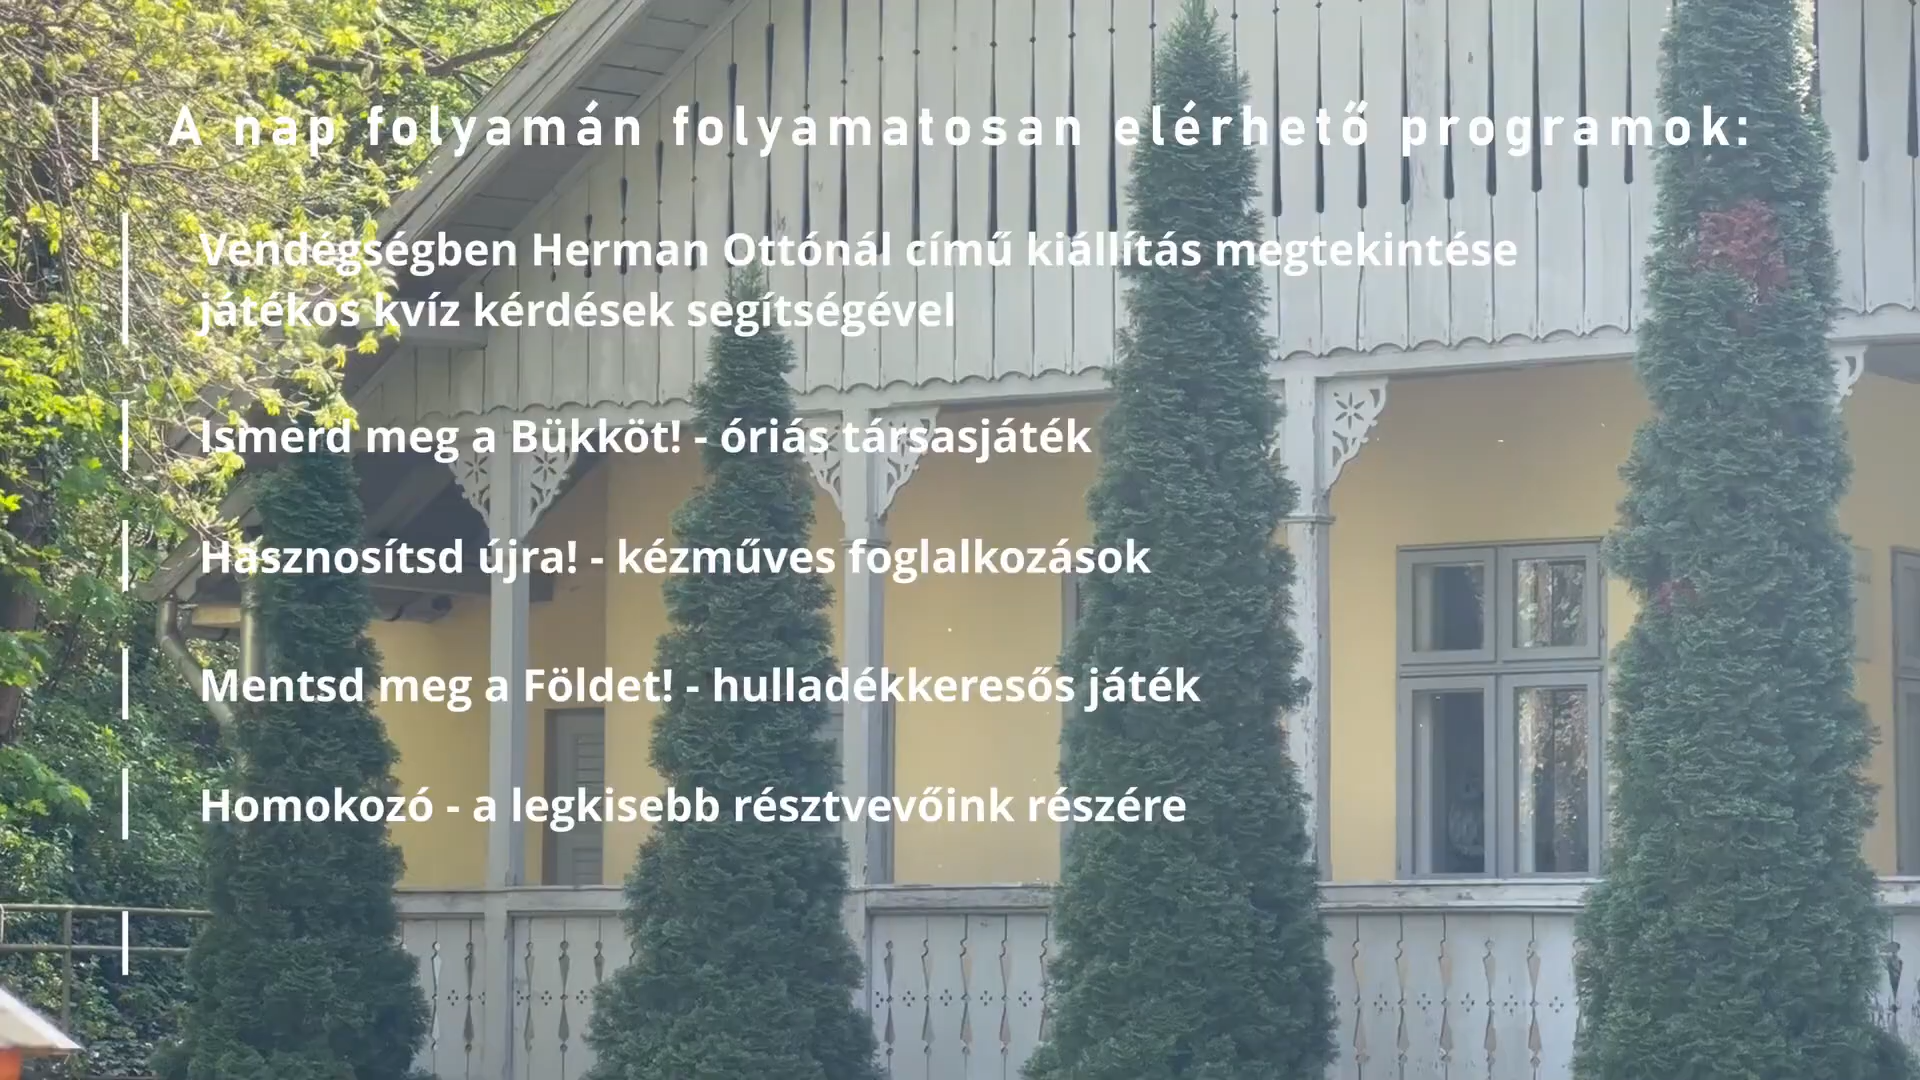 A nap folyamán folyamatosan elérhető programok:
Vendégségben Herman Ottónál című kiállítás megtekintése
játékos kvíz kérdések segítségével
Ismerd meg a Bükköt! - óriás társasjáték
Hasznosítsd újra! - kézműves foglalkozások
Mentsd meg a Földet! - hulladékkeresős játék
Homokozó - a legkisebb résztvevőink részére